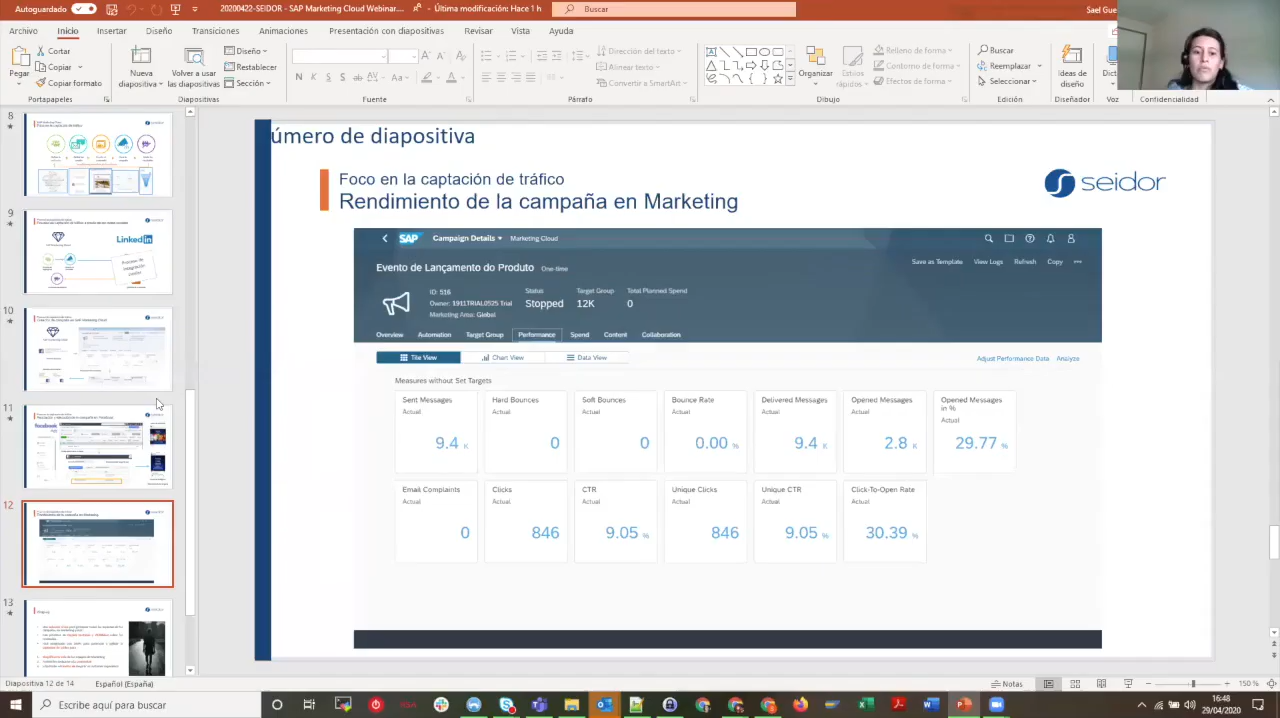 Autoguardado
20200422-SEIDOR - SAP Marketing Cloud Webinar....
- Última modificación: Hace 1 h
Buscar
Archivo Inicio Insertar Diseño Transiciones Animaciones Presentación con diapositivas Revisar Vista Ayuda
Pegar
Cortar
Copiar
Copiar formato
Portapapeles
Nueva diapositiva
Volver a usar las diapositivas
Diseño
Restablecer
Sección
Diapositivas
Fuente
Dirección del texto
Alinear texto
Convertir a SmartArt
Párrafo
Organizar
Estilos rápidos
Relleno de forma
Contorno de forma
Efectos de forma
Dibujo
Buscar
Reemplazar
Seleccionar
Edición
Ideas de diseño
Diseñador
Voz
Confidencialidad
8
9
LinkedIn
10
12
úmero de diapositiva
Foco en la captación de tráfico
Rendimiento de la campaña en Marketing
seidor
SAP Campaign Details Marketing Cloud
Evento de Lançamento do Produto One-time
Save as Template View Logs Refresh Copy
ID: 516
Owner: 1911TRIAL0925 Trial
Marketing Area: Global
Status
Stopped
Target Group
12K
Total Planned Spend
0
Overview Automation Target Group Performance Spend Content Collaboration
Tile View Chart View Data View
Adjust Performance Data Analyze
Measures without Set Targets
Sent Messages
Actual
9.4 K
Hard Bounces
Actual
0
Soft Bounces
Actual
0
Bounce Rate
Actual
0.00 %
Delivered Messages
Actual
9.4 K
Opened Messages
Actual
2.8 K
Opened Messages in %
Actual
29.77 %
Email Complaints
Actual
0
Clicks
Actual
846
CTR
Actual
9.05 %
Unique Clicks
Actual
846
Unique CTR
Actual
9.05 %
Click-To-Open Rate
Actual
30.39 %
Diapositiva 12 de 14 Español (España)
Notas
150 %
Escribe aquí para buscar
16:48
29/04/2020